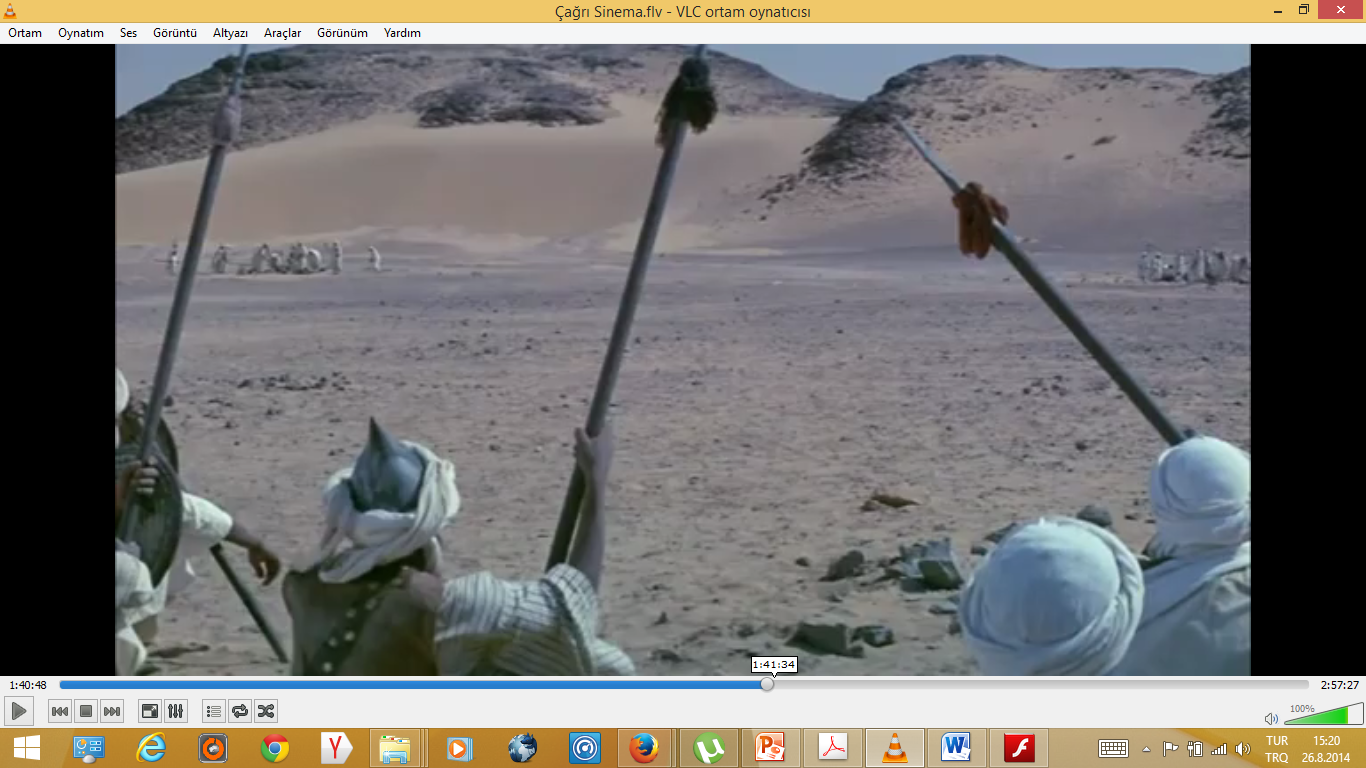 Çağrı Sinema.flv - VLC ortam oynatıcısı
Ortam Oynatım Ses Görüntü Altyazı Araçlar Görünüm Yardım
1:41:34
1:40:48 2:57:27
100%
TUR 15:20
TRQ 26.8.2014